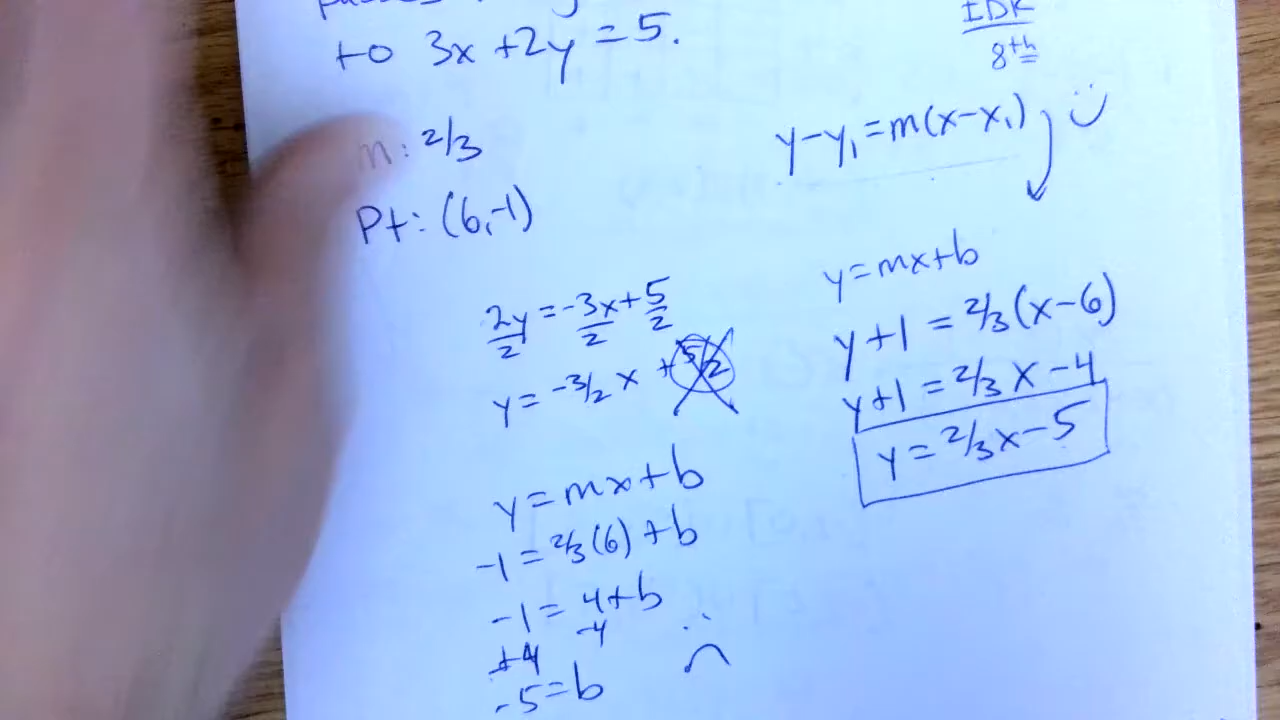 to 3x + 2y = 5.
IDK
8th
m: 2/3
Pt: (6,-1)
2y = -3x + 5
2 2 2
y = -3/2 x + 5/2
y = mx + b
-1 = 2/3 (6) + b
-1 = 4 + b
+4 -4
-5 = b
y - y₁ = m(x - x₁)
y = mx + b
y + 1 = 2/3 (x - 6)
y + 1 = 2/3 x - 4
y = 2/3 x - 5